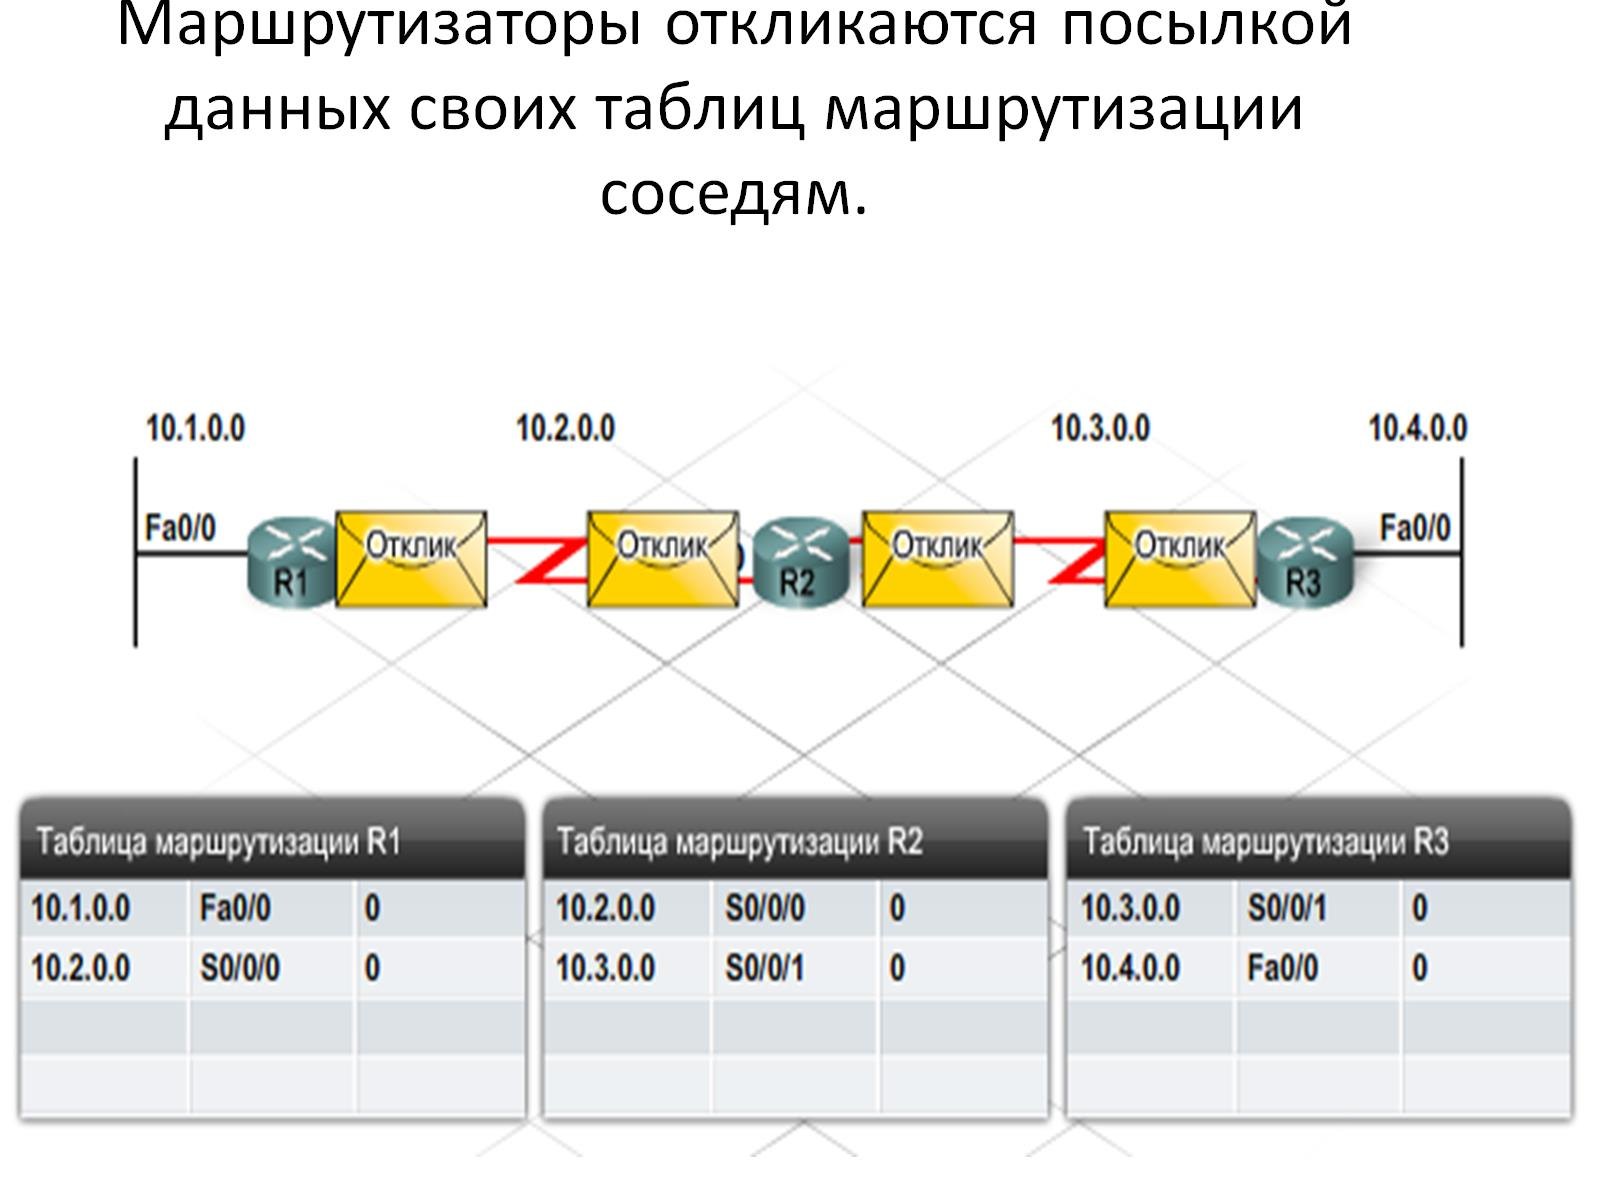 Маршрутизаторы откликаются посылкой
данных своих таблиц маршрутизации
соседям.
10.1.0.0 10.2.0.0 10.3.0.0 10.4.0.0
Fa0/0 Fa0/0
Отклик Отклик Отклик Отклик
R1 R2 R3
Таблица маршрутизации R1
10.1.0.0 Fa0/0 0
10.2.0.0 S0/0/0 0
Таблица маршрутизации R2
10.2.0.0 S0/0/0 0
10.3.0.0 S0/0/1 0
Таблица маршрутизации R3
10.3.0.0 S0/0/1 0
10.4.0.0 Fa0/0 0